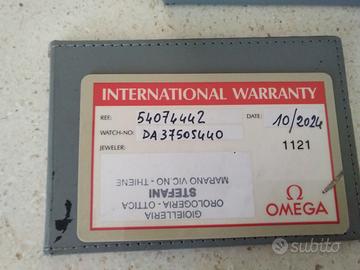 INTERNATIONAL WARRANTY
REF: 54074442 DATE: 10/2024
WATCH-NO: DA37505440
JEWELER: 1121
GIOIELLERIA
STEFANI
OROLOGERIA - OTTICA
MARANO VIC.NO - THIENE
Ω
OMEGA
subito